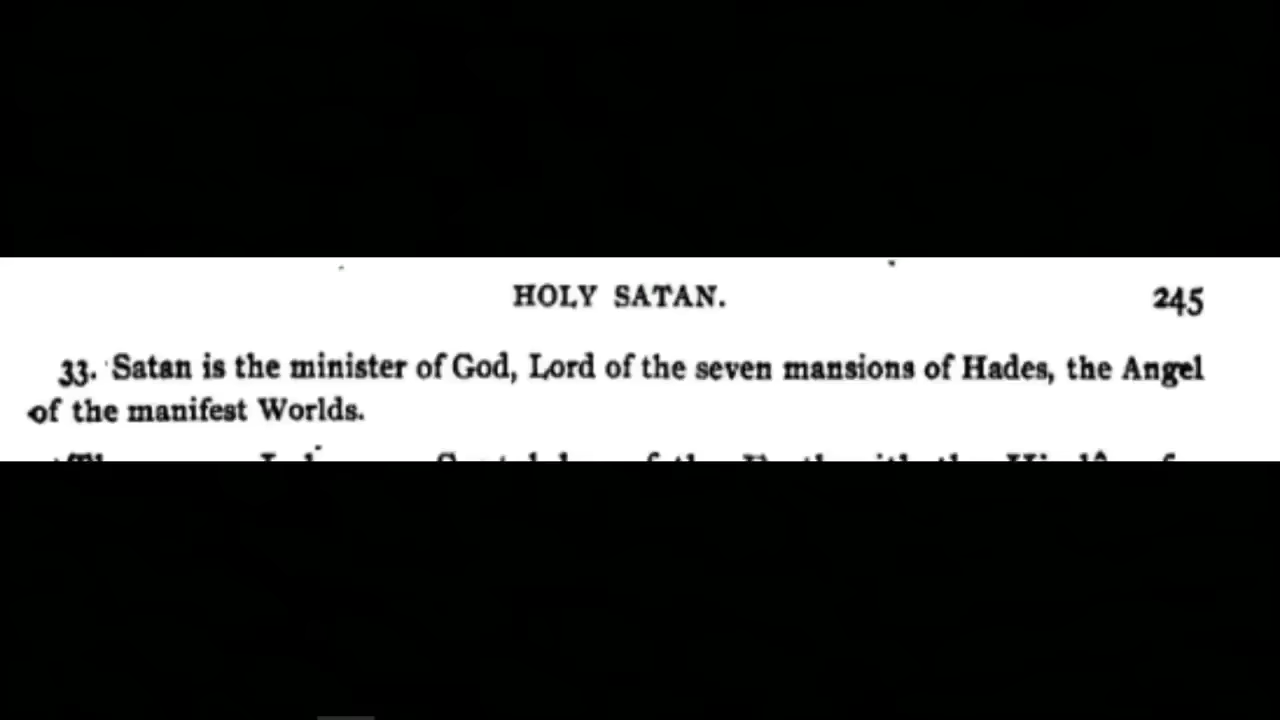 HOLY SATAN. 245
33. Satan is the minister of God, Lord of the seven mansions of Hades, the Angel
of the manifest Worlds.